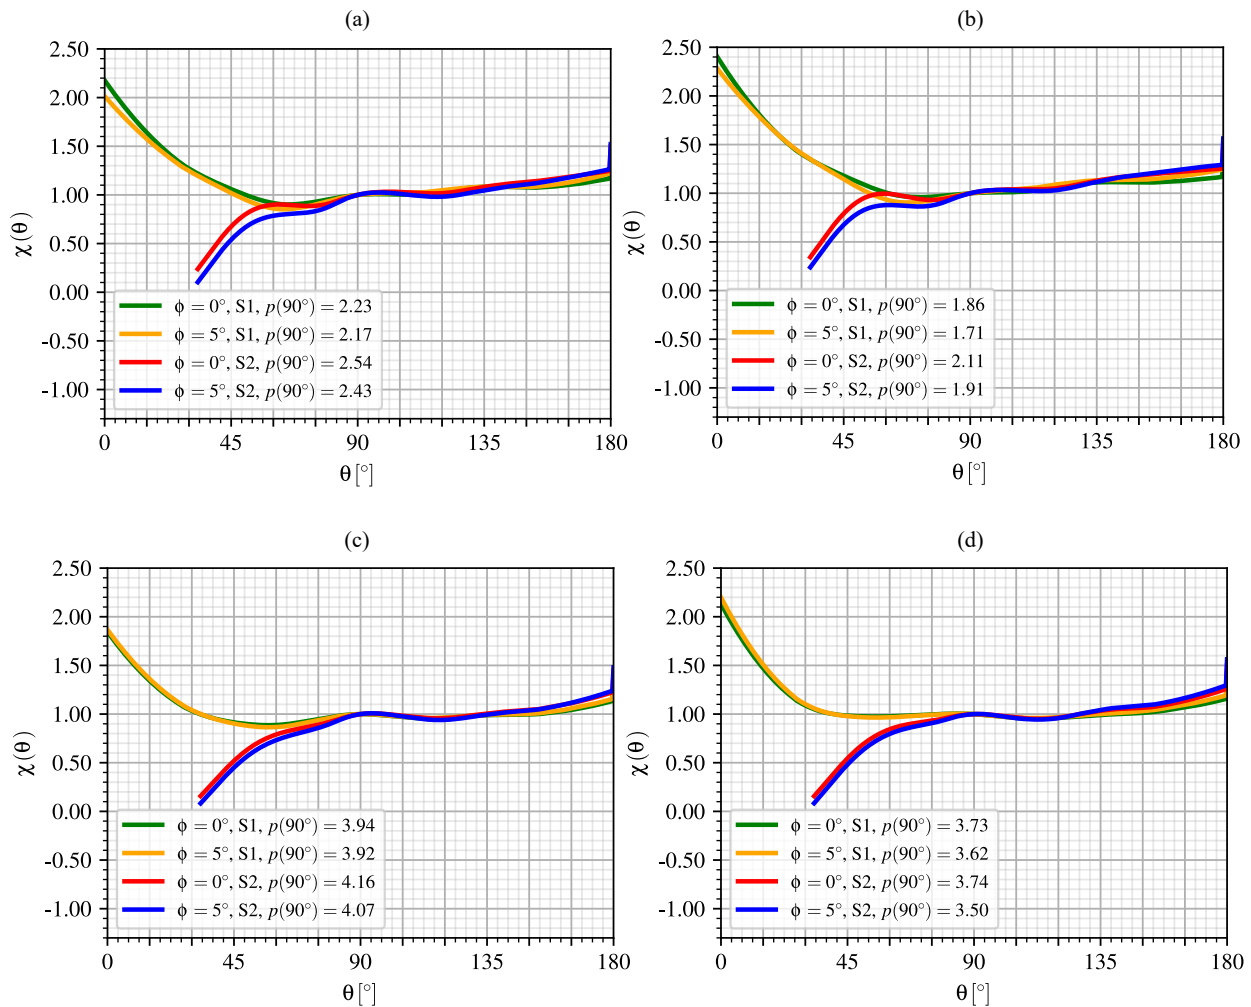 (a)
2.50
2.00
1.50
1.00
0.50
0.00
-0.50
-1.00
χ(θ)
ϕ = 0°, S1, p(90°) = 2.23
ϕ = 5°, S1, p(90°) = 2.17
ϕ = 0°, S2, p(90°) = 2.54
ϕ = 5°, S2, p(90°) = 2.43
0 45 90 135 180
θ[°]
(b)
2.50
2.00
1.50
1.00
0.50
0.00
-0.50
-1.00
χ(θ)
ϕ = 0°, S1, p(90°) = 1.86
ϕ = 5°, S1, p(90°) = 1.71
ϕ = 0°, S2, p(90°) = 2.11
ϕ = 5°, S2, p(90°) = 1.91
0 45 90 135 180
θ[°]
(c)
2.50
2.00
1.50
1.00
0.50
0.00
-0.50
-1.00
χ(θ)
ϕ = 0°, S1, p(90°) = 3.94
ϕ = 5°, S1, p(90°) = 3.92
ϕ = 0°, S2, p(90°) = 4.16
ϕ = 5°, S2, p(90°) = 4.07
0 45 90 135 180
θ[°]
(d)
2.50
2.00
1.50
1.00
0.50
0.00
-0.50
-1.00
χ(θ)
ϕ = 0°, S1, p(90°) = 3.73
ϕ = 5°, S1, p(90°) = 3.62
ϕ = 0°, S2, p(90°) = 3.74
ϕ = 5°, S2, p(90°) = 3.50
0 45 90 135 180
θ[°]